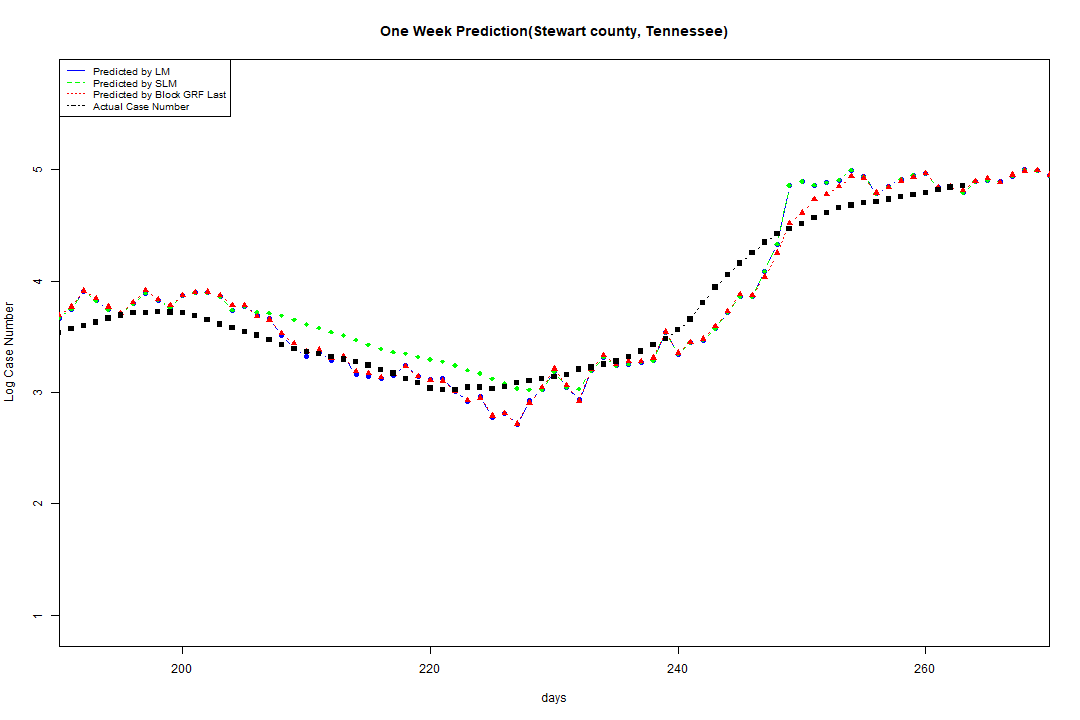 One Week Prediction(Stewart county, Tennessee)
Predicted by LM
Predicted by SLM
Predicted by Block GRF Last
Actual Case Number
5
4
3
2
1
Log Case Number
200 220 240 260
days